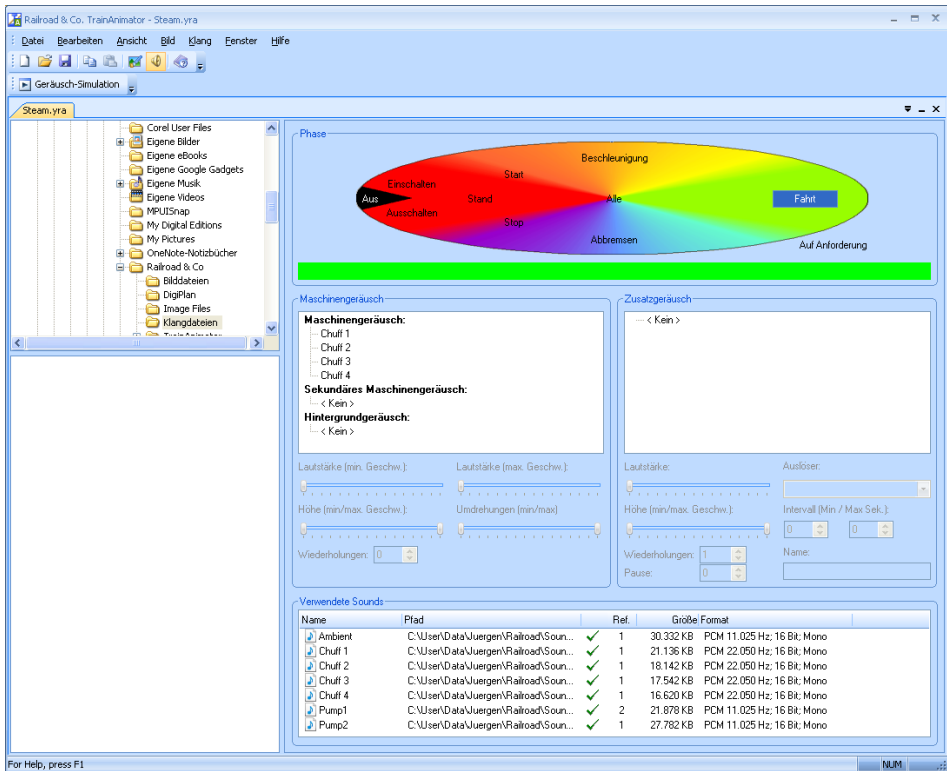 Railroad & Co. TrainAnimator - Steam.yra
Datei Bearbeiten Ansicht Bild Klang Fenster Hilfe
Geräusch-Simulation
Steam.yra
Corel User Files
Eigene Bilder
Eigene eBooks
Eigene Google Gadgets
Eigene Musik
Eigene Videos
MPUISnap
My Digital Editions
My Pictures
OneNote-Notizbücher
Railroad & Co
Bilddateien
DigiPlan
Image Files
Klangdateien
TrainAnimator
Phase
Beschleunigung
Start
Einschalten
Aus
Stand
Alle
Fahrt
Ausschalten
Stop
Abbremsen
Auf Anforderung
Maschinengeräusch
Maschinengeräusch:
Chuff 1
Chuff 2
Chuff 3
Chuff 4
Sekundäres Maschinengeräusch:
< Kein >
Hintergrundgeräusch:
< Kein >
Lautstärke (min. Geschw.): Lautstärke (max. Geschw.):
Höhe (min/max. Geschw.): Umdrehungen (min/max)
Wiederholungen: 0
Zusatzgeräusch
< Kein >
Lautstärke: Auslöser:
Höhe (min/max. Geschw.): Intervall (Min / Max Sek.):
0 0
Wiederholungen: 1 Name:
Pause: 0
Verwendete Sounds
Name Pfad Ref. Größe Format
Ambient C:\User\Data\Juergen\Railroad\Soun... 1 30.332 KB PCM 11.025 Hz; 16 Bit; Mono
Chuff 1 C:\User\Data\Juergen\Railroad\Soun... 1 21.136 KB PCM 22.050 Hz; 16 Bit; Mono
Chuff 2 C:\User\Data\Juergen\Railroad\Soun... 1 18.142 KB PCM 22.050 Hz; 16 Bit; Mono
Chuff 3 C:\User\Data\Juergen\Railroad\Soun... 1 17.542 KB PCM 22.050 Hz; 16 Bit; Mono
Chuff 4 C:\User\Data\Juergen\Railroad\Soun... 1 16.620 KB PCM 22.050 Hz; 16 Bit; Mono
Pump1 C:\User\Data\Juergen\Railroad\Soun... 2 21.878 KB PCM 11.025 Hz; 16 Bit; Mono
Pump2 C:\User\Data\Juergen\Railroad\Soun... 1 27.782 KB PCM 11.025 Hz; 16 Bit; Mono
For Help, press F1 NUM